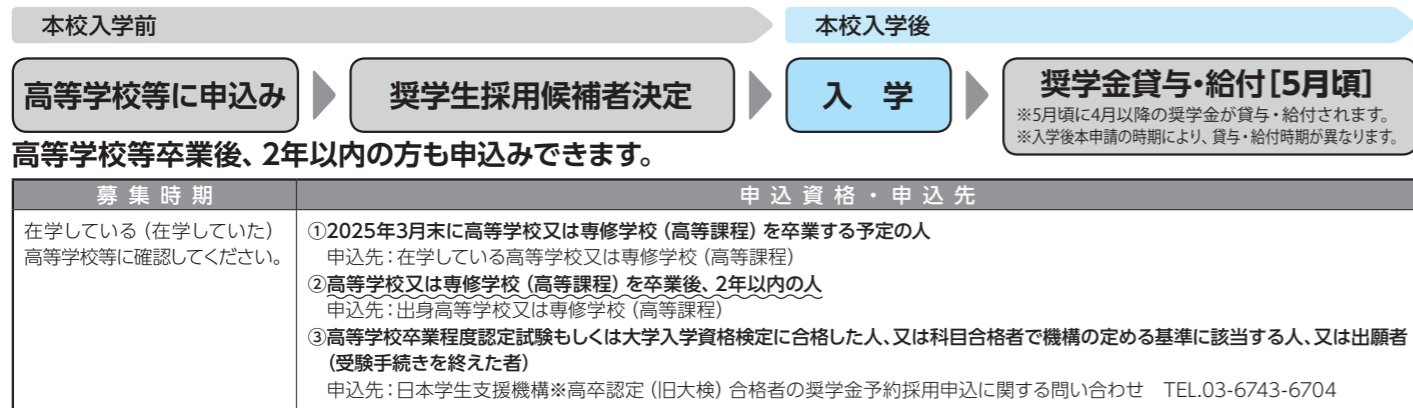 本校入学前
本校入学後
高等学校等に申込み
奨学生採用候補者決定
入 学
奨学金貸与・給付[5月頃]
※5月頃に4月以降の奨学金が貸与・給付されます。
※入学後本申請の時期により、貸与・給付時期が異なります。
高等学校等卒業後、2年以内の方も申込みできます。
募集時期
申込資格・申込先
在学している(在学していた)
高等学校等に確認してください。
①2025年3月末に高等学校又は専修学校(高等課程)を卒業する予定の人
申込先:在学している高等学校又は専修学校(高等課程)
②高等学校又は専修学校(高等課程)を卒業後、2年以内の人
申込先:出身高等学校又は専修学校(高等課程)
③高等学校卒業程度認定試験もしくは大学入学資格検定に合格した人、又は科目合格者で機構の定める基準に該当する人、又は出願者
(受験手続きを終えた者)
申込先:日本学生支援機構※高卒認定(旧大検)合格者の奨学金予約採用申込に関する問い合わせ TEL.03-6743-6704